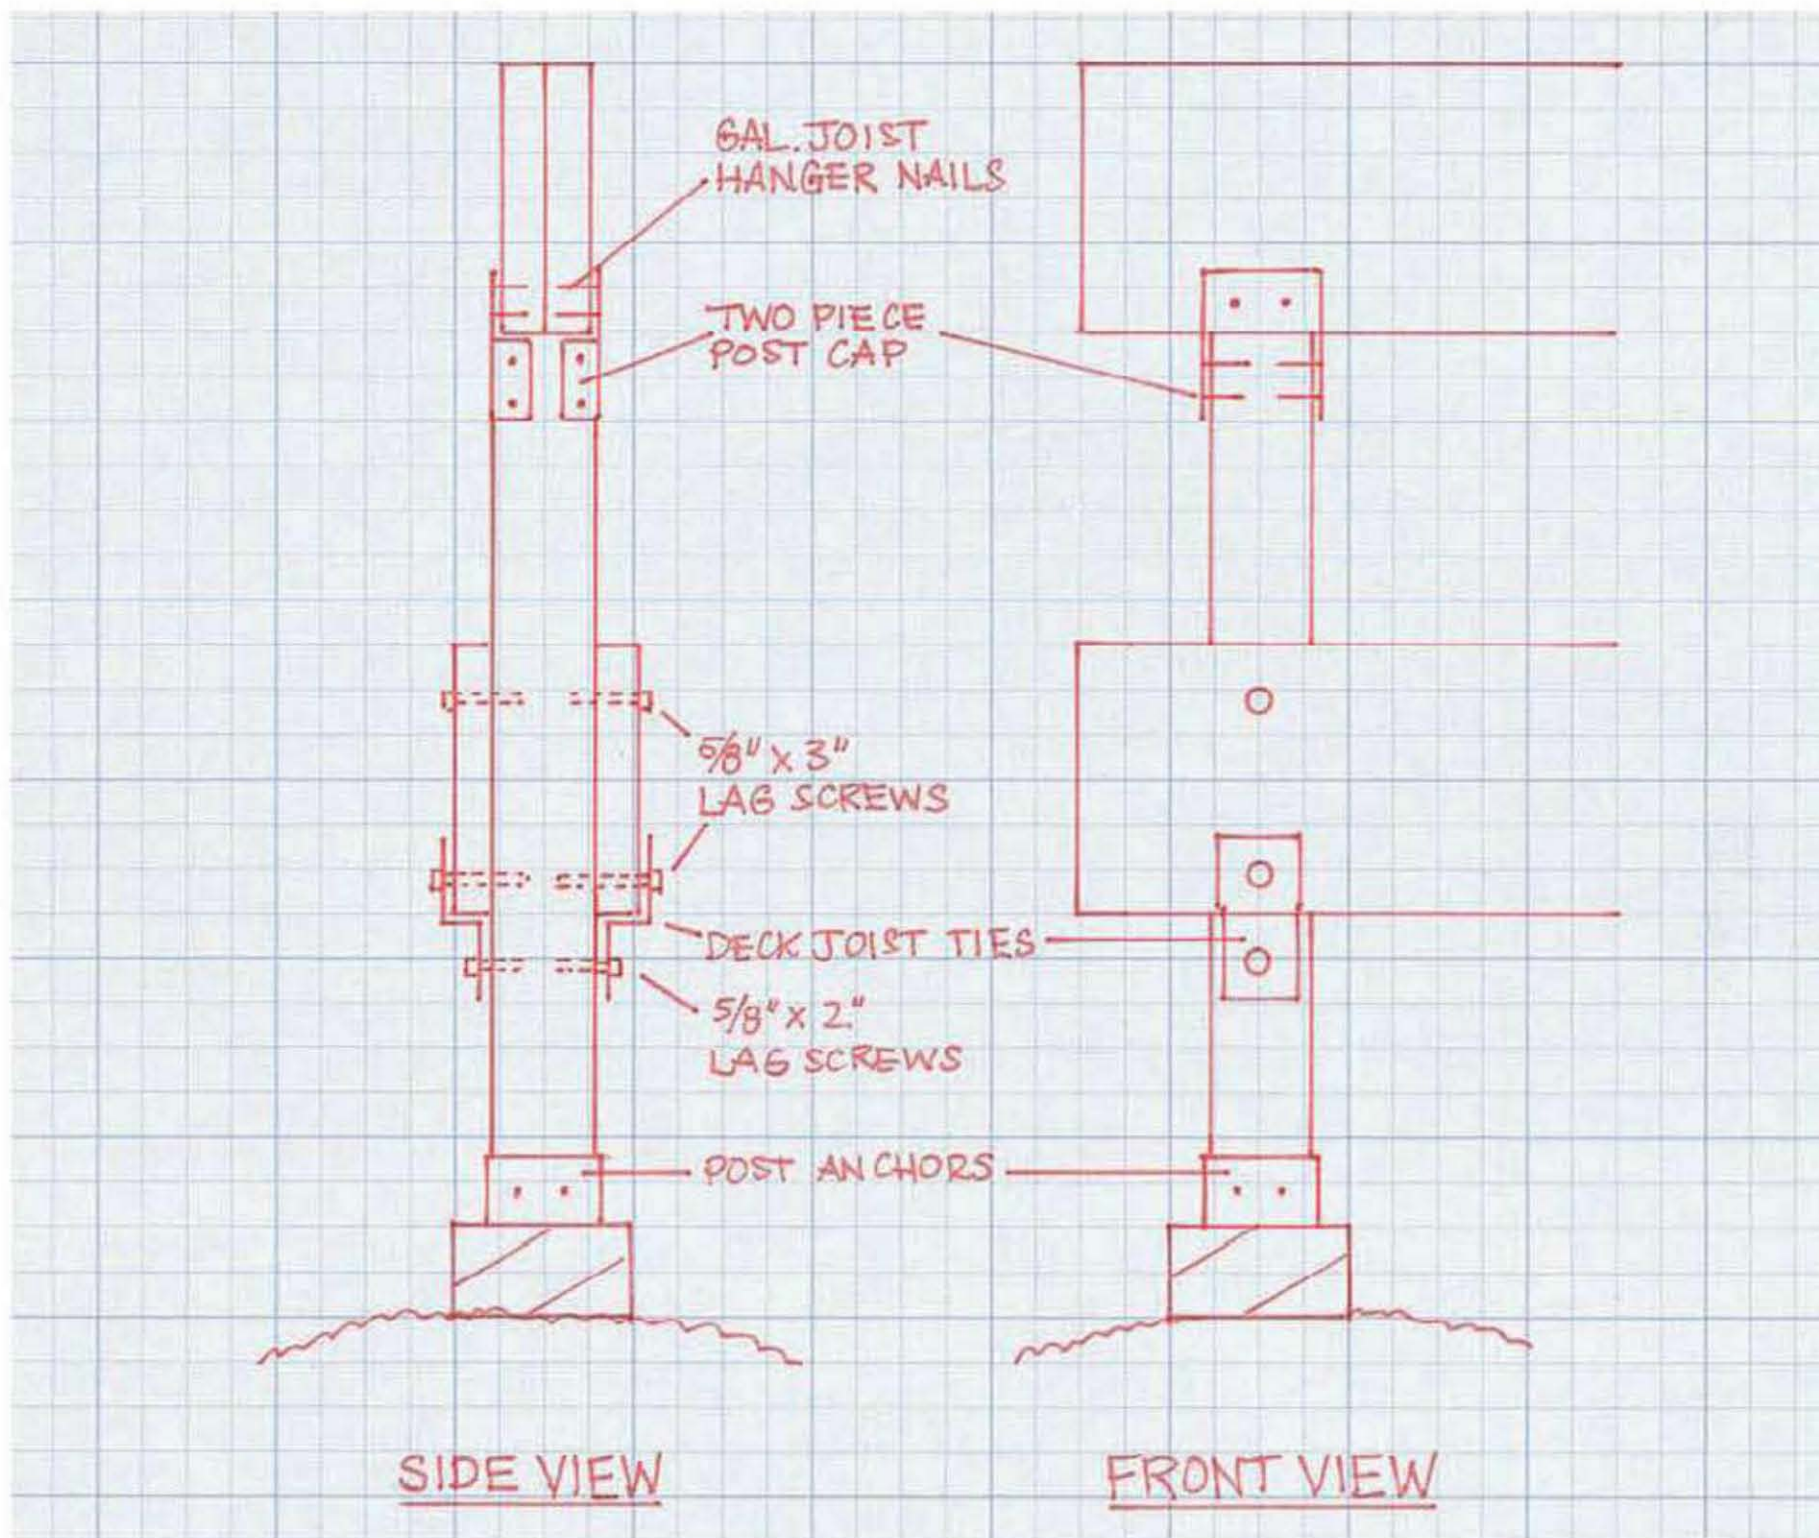 GAL. JOIST
HANGER NAILS
TWO PIECE
POST CAP
5/8" x 3"
LAG SCREWS
DECK JOIST TIES
5/8" x 2"
LAG SCREWS
POST ANCHORS
SIDE VIEW
FRONT VIEW